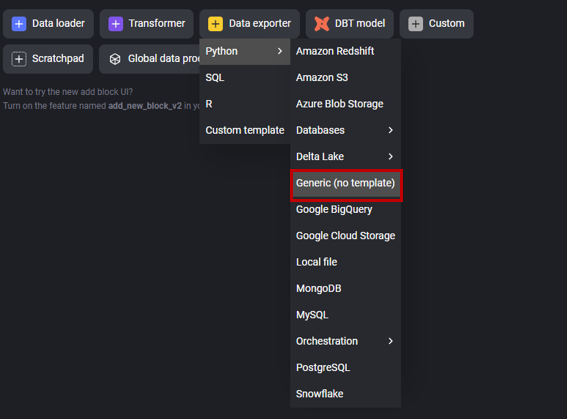 Data loader
Transformer
Data exporter
DBT model
Custom
Scratchpad
Global data pro
Want to try the new add block UI?
Turn on the feature named add_new_block_v2 in yo
Python
SQL
R
Custom template
Amazon Redshift
Amazon S3
Azure Blob Storage
Databases
Delta Lake
Generic (no template)
Google BigQuery
Google Cloud Storage
Local file
MongoDB
MySQL
Orchestration
PostgreSQL
Snowflake